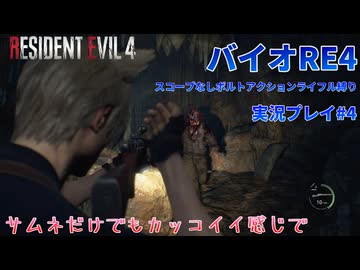 RESIDENT EVIL 4
バイオRE4
スコープなしボルトアクションライフル縛り
実況プレイ#4
10
サムネだけでもカッコイイ感じで